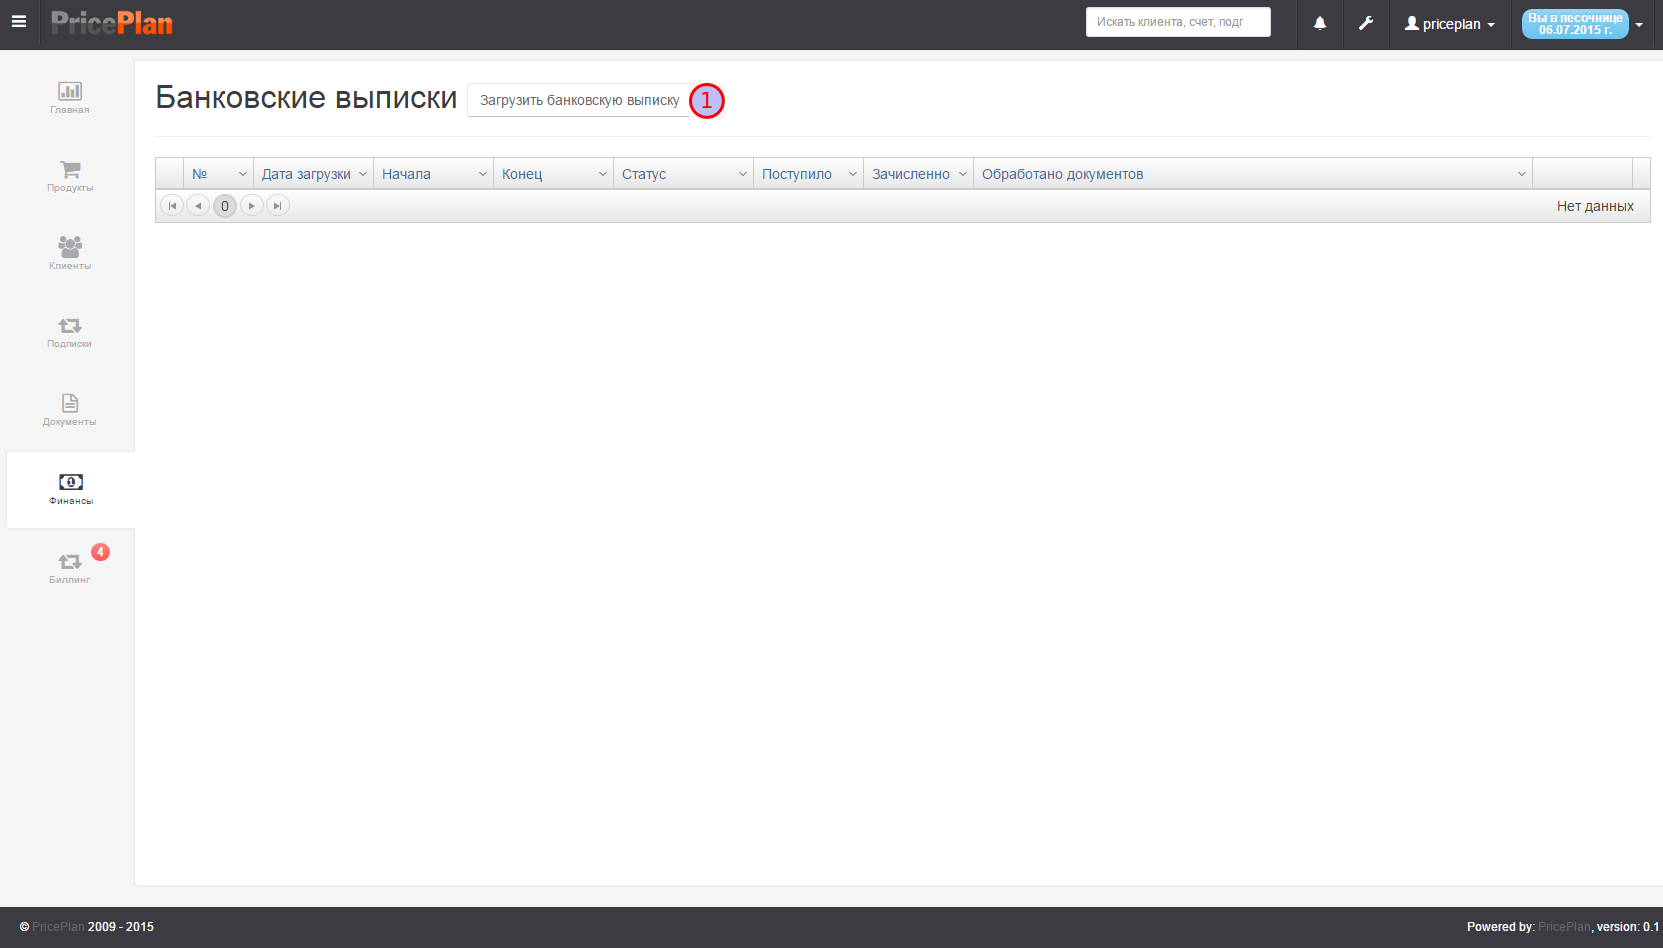 PricePlan
Искать клиента, счет, подг
priceplan
Вы в песочнице
06.07.2015 г.
Главная
Продукты
Клиенты
Подписки
Документы
Финансы
Биллинг
4
Банковские выписки
Загрузить банковскую выписку
1
№ Дата загрузки Начала Конец Статус Поступило Зачисленно Обработано документов
0
Нет данных
© PricePlan 2009 - 2015
Powered by: PricePlan, version: 0.1